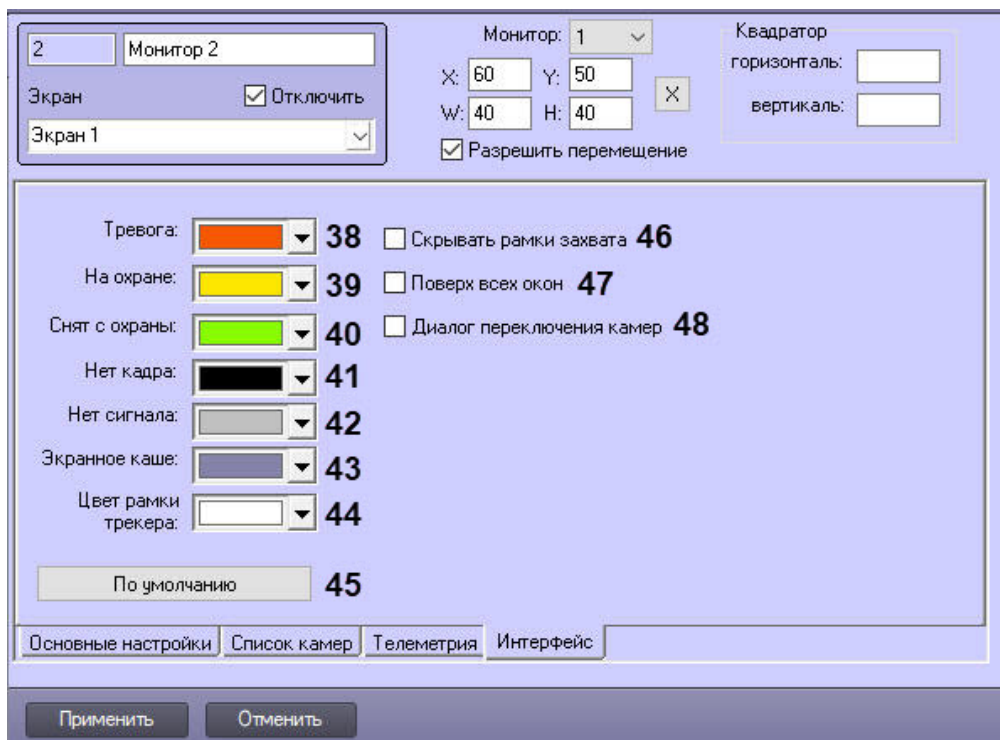 2 Монитор 2
Экран Отключить
Экран 1
Монитор: 1
X: 60 Y: 50
W: 40 H: 40
X
Разрешить перемещение
Квадратор
горизонталь:
вертикаль:
Тревога: 38
На охране: 39
Снят с охраны: 40
Нет кадра: 41
Нет сигнала: 42
Экранное каше: 43
Цвет рамки
трекера: 44
По умолчанию 45
Скрывать рамки захвата 46
Поверх всех окон 47
Диалог переключения камер 48
Основные настройки Список камер Телеметрия Интерфейс
Применить Отменить